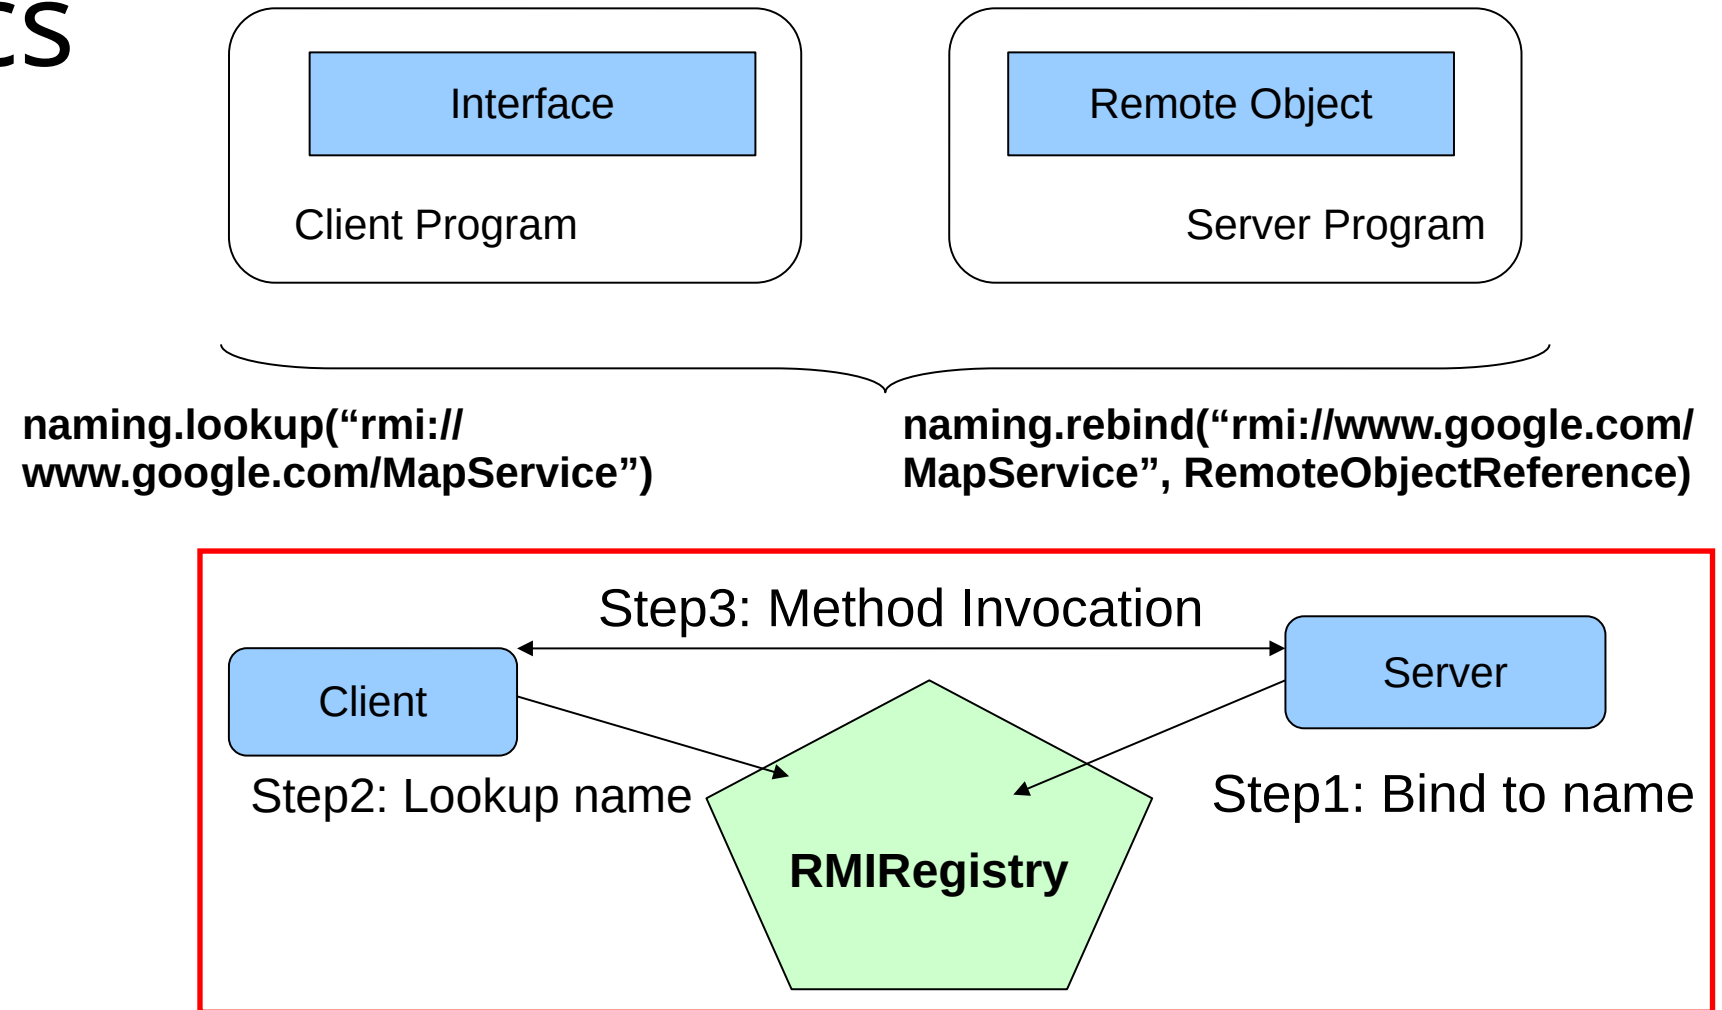 cs
Interface
Remote Object
Client Program
Server Program
naming.lookup(“rmi://
www.google.com/MapService”)
naming.rebind(“rmi://www.google.com/
MapService”, RemoteObjectReference)
Step3: Method Invocation
Client
Server
Step2: Lookup name
Step1: Bind to name
RMIRegistry